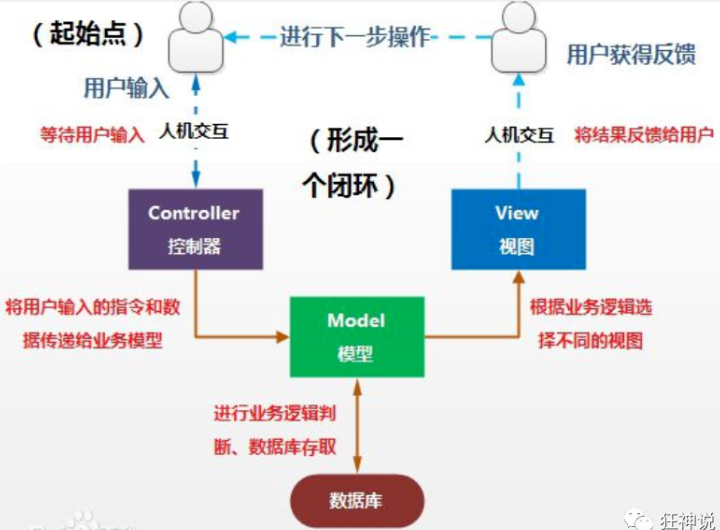 （起始点）
进行下一步操作
用户获得反馈
用户输入
等待用户输入
人机交互
（形成一
个闭环）
人机交互
将结果反馈给用户
Controller
控制器
View
视图
将用户输入的指令和数
据传递给业务模型
Model
模型
根据业务逻辑选
择不同的视图
进行业务逻辑判
断、数据库存取
数据库
狂神说